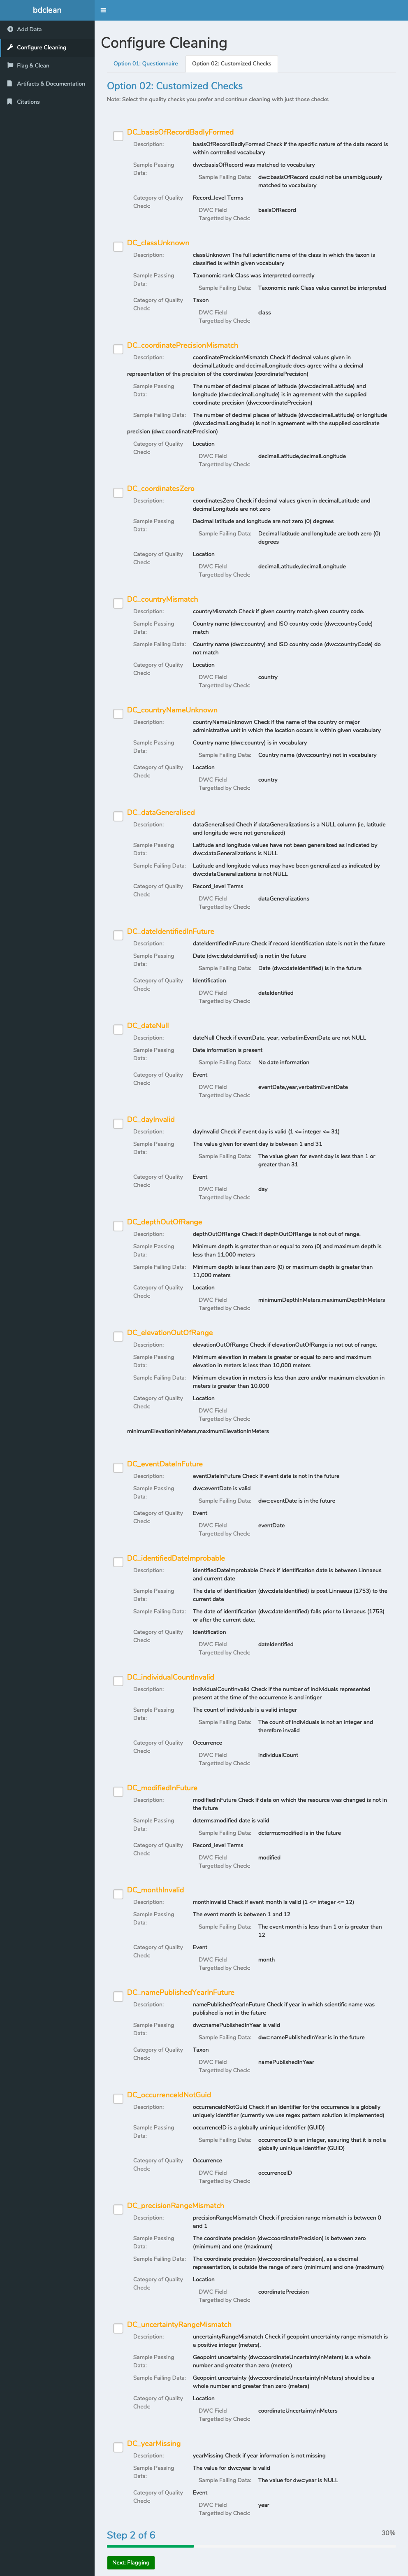 bdclean
Add Data
Configure Cleaning
Flag & Clean
Artifacts & Documentation
Citations
Configure Cleaning
Option 01: Questionnaire
Option 02: Customized Checks
Option 02: Customized Checks
Note: Select the quality checks you prefer and continue cleaning with just those checks
DC_basisOfRecordBadlyFormed
Description: basisOfRecordBadlyFormed Check if the specific nature of the data record is
within controlled vocabulary
Sample Passing dwc:basisOfRecord was matched to vocabulary
Data:
Sample Failing Data: dwc:basisOfRecord could not be unambiguously
matched to vocabulary
Category of Quality Record_level Terms
Check:
DWC Field basisOfRecord
Targetted by Check:
DC_classUnknown
Description: classUnknown The full scientific name of the class in which the taxon is
classified is within given vocabulary
Sample Passing Taxanomic rank Class was interpreted correctly
Data:
Sample Failing Data: Taxonomic rank Class value cannot be interpreted
Category of Quality Taxon
Check:
DWC Field class
Targetted by Check:
DC_coordinatePrecisionMismatch
Description: coordinatePrecisionMismatch Check if decimal values given in
decimalLatitude and decimalLongitude does agree witha a decimal
representation of the precision of the coordinates (coordinatePrecision)
Sample Passing The number of decimal places of latitude (dwc:decimalLatitude) and
Data: longitude (dwc:decimalLongitude) is in agreement with the supplied
coordinate precision (dwc:coordinatePrecision)
Sample Failing Data: The number of decimal places of latitude (dwc:decimalLatitude) or longitude
(dwc:decimalLongitude) is not in agreement with the supplied coordinate
precision (dwc:coordinatePrecision)
Category of Quality Location
Check:
DWC Field decimalLatitude,decimalLongitude
Targetted by Check:
DC_coordinatesZero
Description: coordinatesZero Check if decimal values given in decimalLatitude and
decimalLongitude are not zero
Sample Passing Decimal latitude and longitude are not zero (0) degrees
Data:
Sample Failing Data: Decimal latitude and longitude are both zero (0)
degrees
Category of Quality Location
Check:
DWC Field decimalLatitude,decimalLongitude
Targetted by Check:
DC_countryMismatch
Description: countryMismatch Check if given country match given country code.
Sample Passing Country name (dwc:country) and ISO country code (dwc:countryCode)
Data: match
Sample Failing Data: Country name (dwc:country) and ISO country code (dwc:countryCode) do
not match
Category of Quality Location
Check:
DWC Field country
Targetted by Check:
DC_countryNameUnknown
Description: countryNameUnknown Check if the name of the country or major
administrative unit in which the location occurs is within given vocabulary
Sample Passing Country name (dwc:country) is in vocabulary
Data:
Sample Failing Data: Country name (dwc:country) not in vocabulary
Category of Quality Location
Check:
DWC Field country
Targetted by Check:
DC_dataGeneralised
Description: dataGeneralised Chech if dataGeneralizations is a NULL column (ie, latitude
and longitude were not generalized)
Sample Passing Latitude and longitude values have not been generalized as indicated by
Data: dwc:dataGeneralizations is NULL
Sample Failing Data: Latitude and longitude values may have been generalized as indicated by
dwc:dataGeneralizations is not NULL
Category of Quality Record_level Terms
Check:
DWC Field dataGeneralizations
Targetted by Check:
DC_dateIdentifiedInFuture
Description: dateIdentifiedInFuture Check if record identification date is not in the future
Sample Passing Date (dwc:dateIdentified) is not in the future
Data:
Sample Failing Data: Date (dwc:dateIdentified) is in the future
Category of Quality Identification
Check:
DWC Field dateIdentified
Targetted by Check:
DC_dateNull
Description: dateNull Check if eventDate, year, verbatimEventDate are not NULL
Sample Passing Date information is present
Data:
Sample Failing Data: No date information
Category of Quality Event
Check:
DWC Field eventDate,year,verbatimEventDate
Targetted by Check:
DC_dayInvalid
Description: dayInvalid Check if event day is valid (1 <= integer <= 31)
Sample Passing The value given for event day is between 1 and 31
Data:
Sample Failing Data: The value given for event day is less than 1 or
greater than 31
Category of Quality Event
Check:
DWC Field day
Targetted by Check:
DC_depthOutOfRange
Description: depthOutOfRange Check if depthOutOfRange is not out of range.
Sample Passing Minimum depth is greater than or equal to zero (0) and maximum depth is
Data: less than 11,000 meters
Sample Failing Data: Minimum depth is less than zero (0) or maximum depth is greater than
11,000 meters
Category of Quality Location
Check:
DWC Field minimumDepthInMeters,maximumDepthInMeters
Targetted by Check:
DC_elevationOutOfRange
Description: elevationOutOfRange Check if elevationOutOfRange is not out of range.
Sample Passing Minimum elevation in meters is greater or equal to zero and maximum
Data: elevation in meters is less than 10,000 meters
Sample Failing Data: Minimum elevation in meters is less than zero and/or maximum elevation in
meters is greater than 10,000
Category of Quality Location
Check:
DWC Field
Targetted by Check:
minimumElevationinMeters,maximumElevationInMeters
DC_eventDateInFuture
Description: eventDateInFuture Check if event date is not in the future
Sample Passing dwc:eventDate is valid
Data:
Sample Failing Data: dwc:eventDate is in the future
Category of Quality Event
Check:
DWC Field eventDate
Targetted by Check:
DC_identifiedDateImprobable
Description: identifiedDateImprobable Check if identification date is between Linnaeus
and current date
Sample Passing The date of identification (dwc:dateIdentified) is post Linnaeus (1753) to the
Data: current date
Sample Failing Data: The date of identification (dwc:dateIdentified) falls prior to Linnaeus (1753)
or after the current date.
Category of Quality Identification
Check:
DWC Field dateIdentified
Targetted by Check:
DC_individualCountInvalid
Description: individualCountInvalid Check if the number of individuals represented
present at the time of the occurrence is and intiger
Sample Passing The count of individuals is a valid integer
Data:
Sample Failing Data: The count of individuals is not an integer and
therefore invalid
Category of Quality Occurrence
Check:
DWC Field individualCount
Targetted by Check:
DC_modifiedInFuture
Description: modifiedInFuture Check if date on which the resource was changed is not in
the future
Sample Passing dcterms:modified date is valid
Data:
Sample Failing Data: dcterms:modified is in the future
Category of Quality Record_level Terms
Check:
DWC Field modified
Targetted by Check:
DC_monthInvalid
Description: monthInvalid Check if event month is valid (1 <= integer <= 12)
Sample Passing The event month is between 1 and 12
Data:
Sample Failing Data: The event month is less than 1 or is greater than
12
Category of Quality Event
Check:
DWC Field month
Targetted by Check:
DC_namePublishedYearInFuture
Description: namePublishedYearInFuture Check if year in which scientific name was
published is not in the future
Sample Passing dwc:namePublishedInYear is valid
Data:
Sample Failing Data: dwc:namePublishedInYear is in the future
Category of Quality Taxon
Check:
DWC Field namePublishedInYear
Targetted by Check:
DC_occurrenceIdNotGuid
Description: occurrenceIdNotGuid Check if an identifier for the occurrence is a globally
uniquely identifier (currently we use regex pattern solution is implemented)
Sample Passing occurrenceID is a globally uninique identifier (GUID)
Data:
Sample Failing Data: occurrenceID is an integer, assuring that it is not a
globally uninique identifier (GUID)
Category of Quality Occurrence
Check:
DWC Field occurrenceID
Targetted by Check:
DC_precisionRangeMismatch
Description: precisionRangeMismatch Check if precision range mismatch is between 0
and 1
Sample Passing The coordinate precision (dwc:coordinatePrecision) is between zero
Data: (minimum) and one (maximum)
Sample Failing Data: The coordinate precision (dwc:coordinatePrecision), as a decimal
representation, is outside the range of zero (minimum) and one (maximum)
Category of Quality Location
Check:
DWC Field coordinatePrecision
Targetted by Check:
DC_uncertaintyRangeMismatch
Description: uncertaintyRangeMismatch Check if geopoint uncertainty range mismatch is
a positive integer (meters).
Sample Passing Geopoint uncertainty (dwc:coordinateUncertaintyInMeters) is a whole
Data: number and greater than zero (meters)
Sample Failing Data: Geopoint uncertainty (dwc:coordinateUncertaintyInMeters) should be a
whole number and greater than zero (meters)
Category of Quality Location
Check:
DWC Field coordinateUncertaintyInMeters
Targetted by Check:
DC_yearMissing
Description: yearMissing Check if year information is not missing
Sample Passing The value for dwc:year is valid
Data:
Sample Failing Data: The value for dwc:year is NULL
Category of Quality Event
Check:
DWC Field year
Targetted by Check:
Step 2 of 6
30%
Next: Flagging